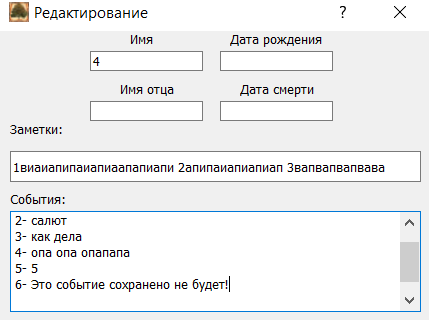 Редактирование
?
Имя Дата рождения
4
Имя отца Дата смерти
Заметки:
1виаиапипаиапиаапапиапи 2апипаиапиапиап 3вапвапвапвава
События:
2- салют
3- как дела
4- опа опа опапапа
5- 5
6- Это событие сохранено не будет!